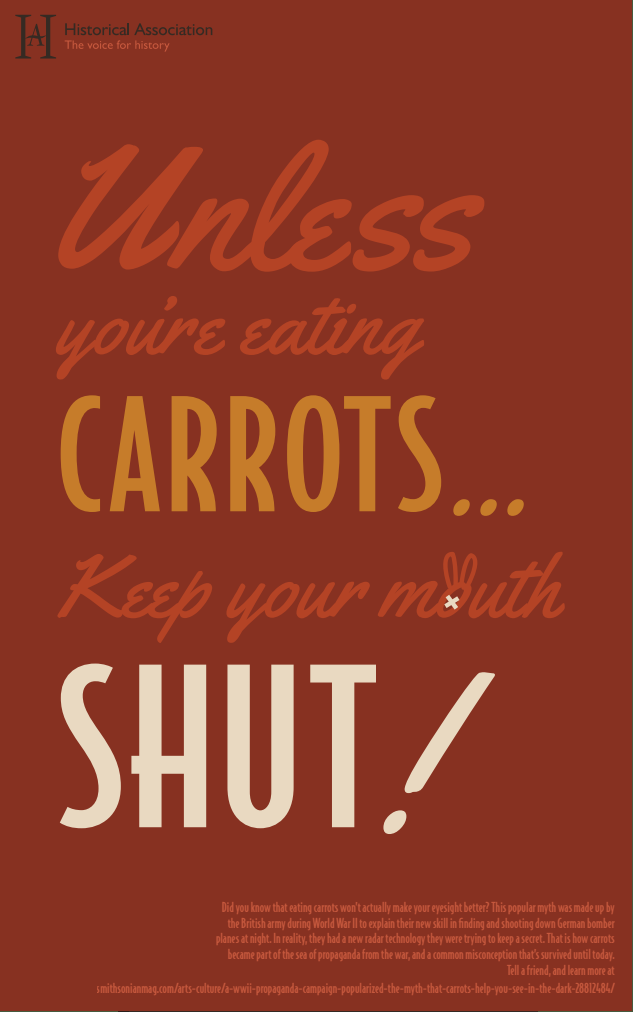 HA Historical Association
The voice for history
Unless
you're eating
CARROTS...
Keep your mouth
SHUT!
Did you know that eating carrots won't actually make your eyesight better? This popular myth was made up by
the British army during World War II to explain their new skill in finding and shooting down German bomber
planes at night. In reality, they had a new radar technology they were trying to keep a secret. That is how carrots
became part of the sea of propaganda from the war, and a common misconception that's survived until today.
Tell a friend, and learn more at
smithsonianmag.com/arts-culture/a-wwii-propaganda-campaign-popularized-the-myth-that-carrots-help-you-see-in-the-dark-28812484/